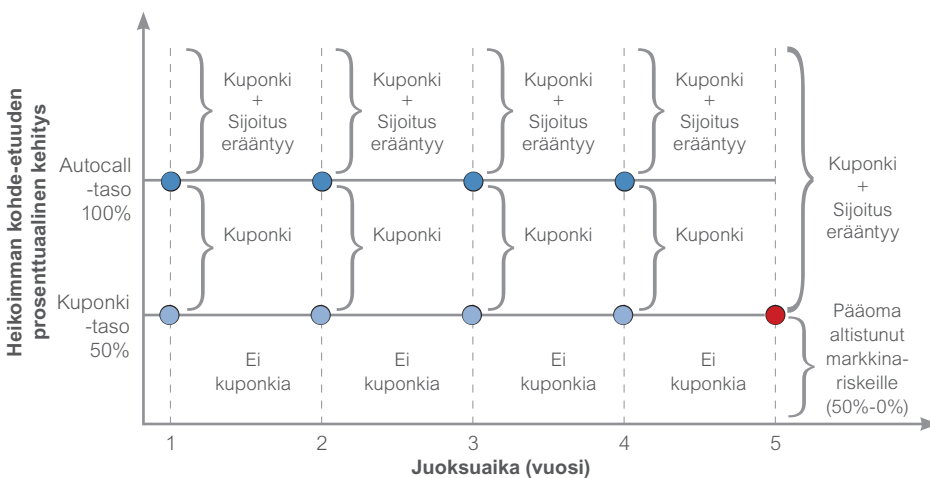 Heikoimman kohde-etuuden
prosenttuaalinen kehitys
Autocall
-taso
100%
Kuponki
-taso
50%
Kuponki
+
Sijoitus
erääntyy
Kuponki
+
Sijoitus
erääntyy
Kuponki
+
Sijoitus
erääntyy
Kuponki
+
Sijoitus
erääntyy
Kuponki
+
Sijoitus
erääntyy
Kuponki
Kuponki
Kuponki
Kuponki
Ei
kuponkia
Ei
kuponkia
Ei
kuponkia
Ei
kuponkia
Pääoma
altistunut
markkina-
riskeille
(50%-0%)
1
2
3
4
5
Juoksuaika (vuosi)